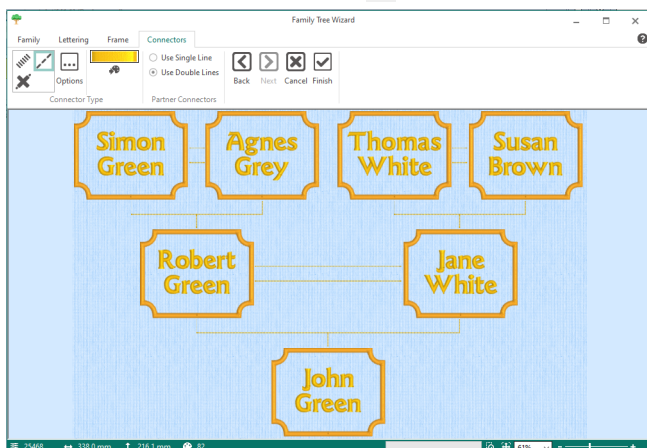 Family Tree Wizard
Family Lettering Frame Connectors
Use Single Line
Use Double Lines
Options
Back Next Cancel Finish
Connector Type
Partner Connectors
Simon Green
Agnes Grey
Thomas White
Susan Brown
Robert Green
Jane White
John Green
25468 338.0 mm 216.1 mm 82
61%